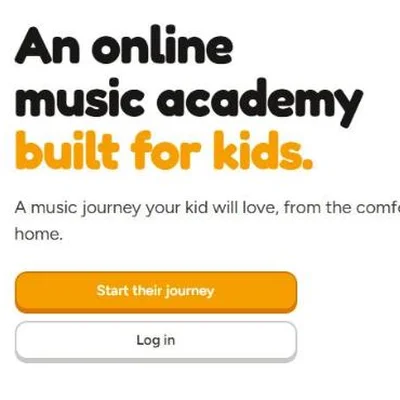 An online
music academy
built for kids.
A music journey your kid will love, from the
home.
Start their journey
Log in